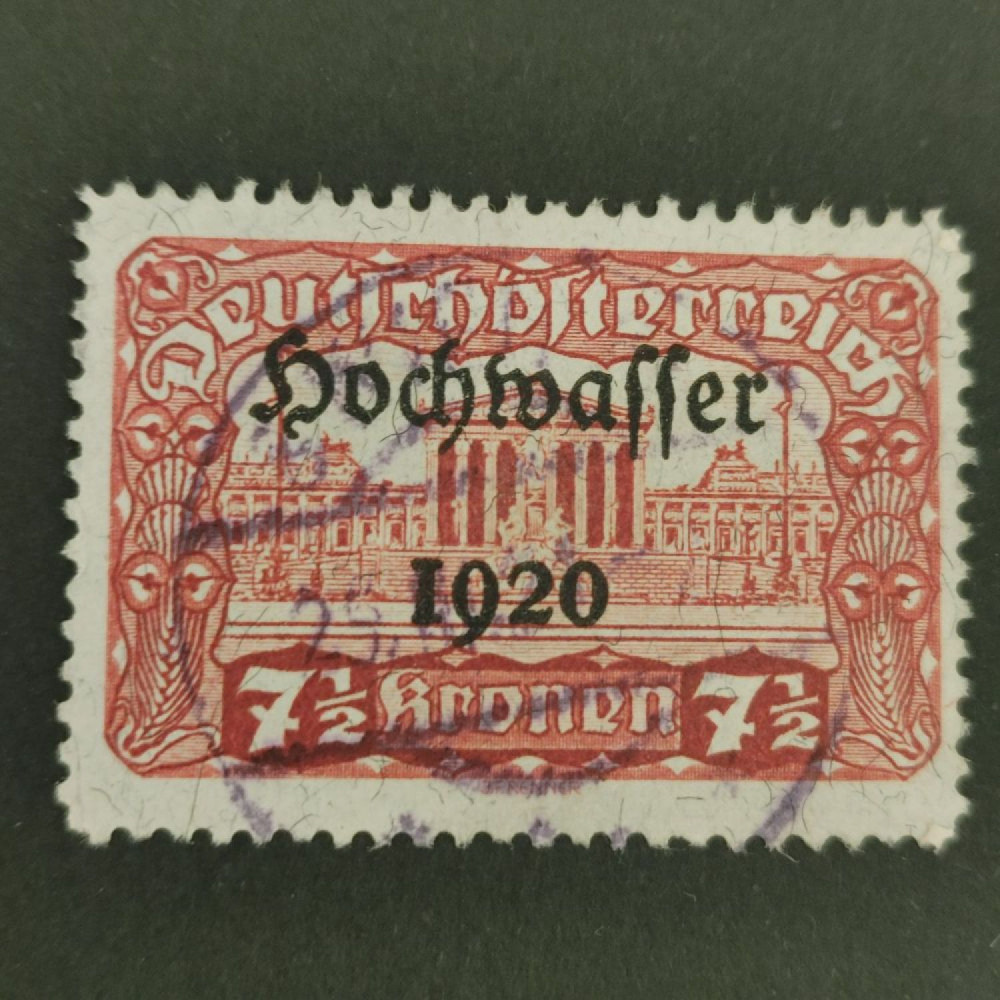 Deutschösterreich
Hochwasser
1920
7½ Kronen 7½